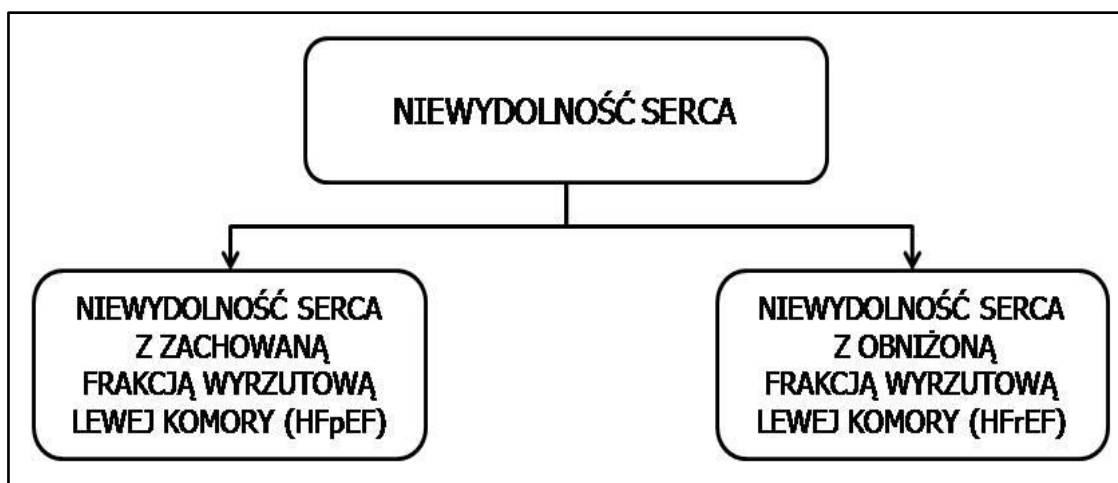 NIEWYDOLNOŚĆ SERCA
NIEWYDOLNOŚĆ SERCA
Z ZACHOWANĄ
FRAKCJĄ WYRZUTOWĄ
LEWEJ KOMORY (HFpEF)
NIEWYDOLNOŚĆ SERCA
Z OBNIŻONĄ
FRAKCJĄ WYRZUTOWĄ
LEWEJ KOMORY (HFrEF)